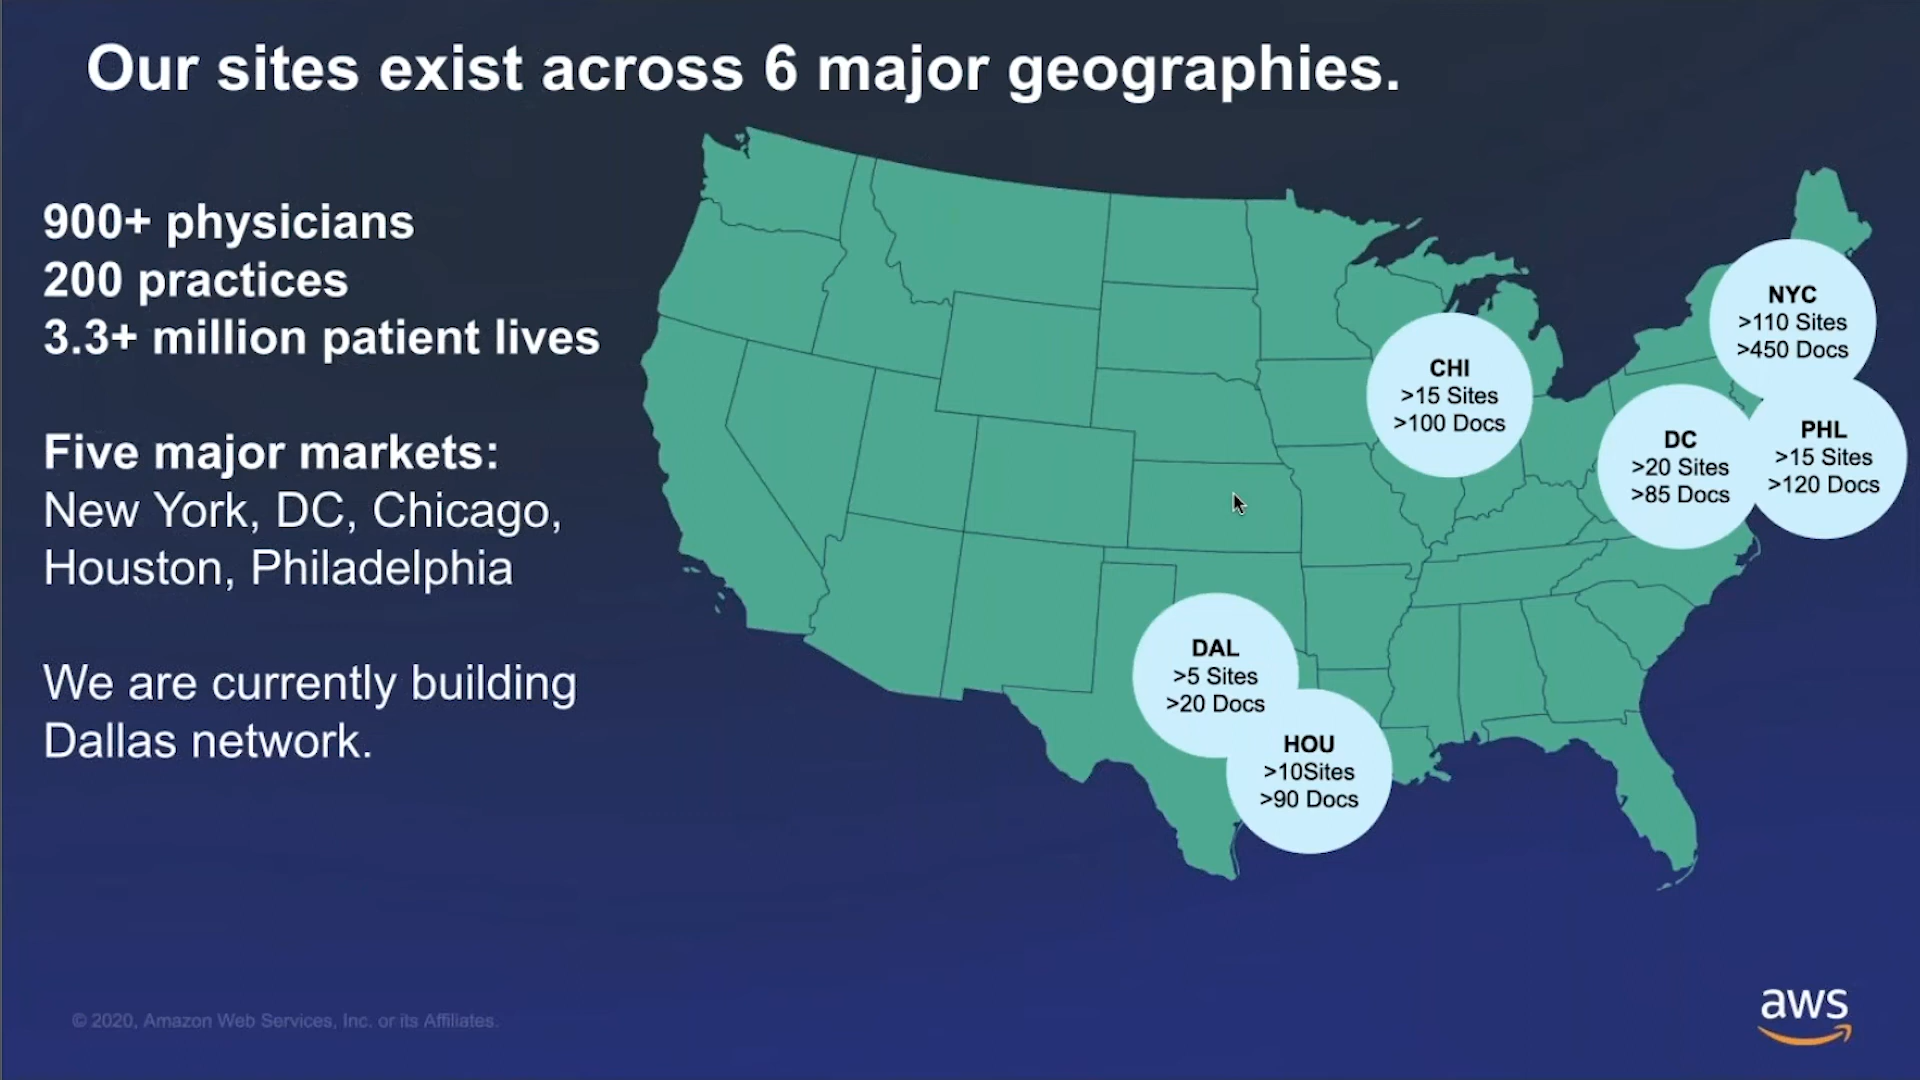 Our sites exist across 6 major geographies.
900+ physicians
200 practices
3.3+ million patient lives
Five major markets:
New York, DC, Chicago,
Houston, Philadelphia
We are currently building
Dallas network.
NYC
>110 Sites
>450 Docs
CHI
>15 Sites
>100 Docs
DC
>20 Sites
>85 Docs
PHL
>15 Sites
>120 Docs
DAL
>5 Sites
>20 Docs
HOU
>10Sites
>90 Docs
© 2020, Amazon Web Services, Inc. or its Affiliates.
aws